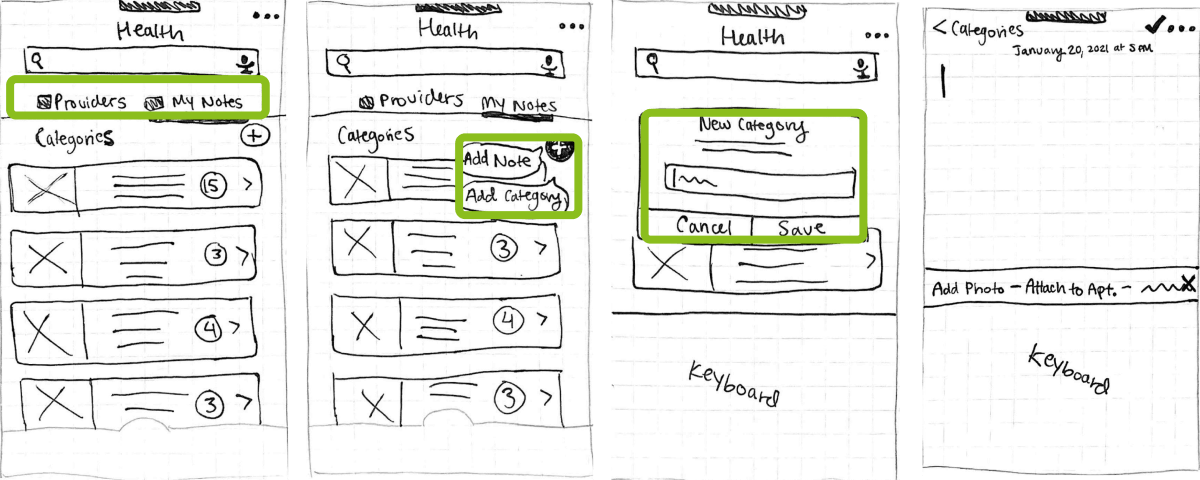 Health
Providers My Notes
Categories +
15
3
4
3
Health
Providers My Notes
Categories +
Add Note
Add Category
3
4
3
Health
New Category
Cancel Save
Keyboard
< Categories
January 20, 2021 at 5 PM
Add Photo - Attach to Apt. -
Keyboard